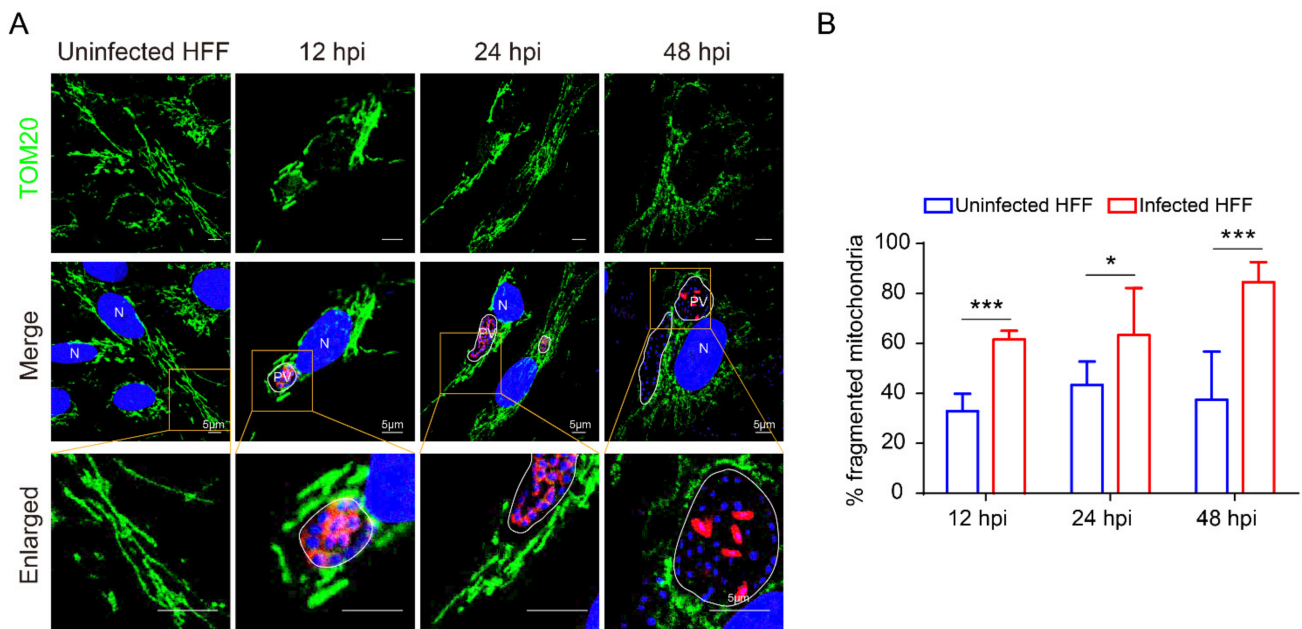 A
Uninfected HFF 12 hpi 24 hpi 48 hpi
TOM20
Merge
N
N
N
5μm
PV
N
5μm
N
PV
5μm
PV
N
5μm
Enlarged
5μm
B
Uninfected HFF Infected HFF
% fragmented mitochondria
100
80
60
40
20
0
***
*
***
12 hpi 24 hpi 48 hpi